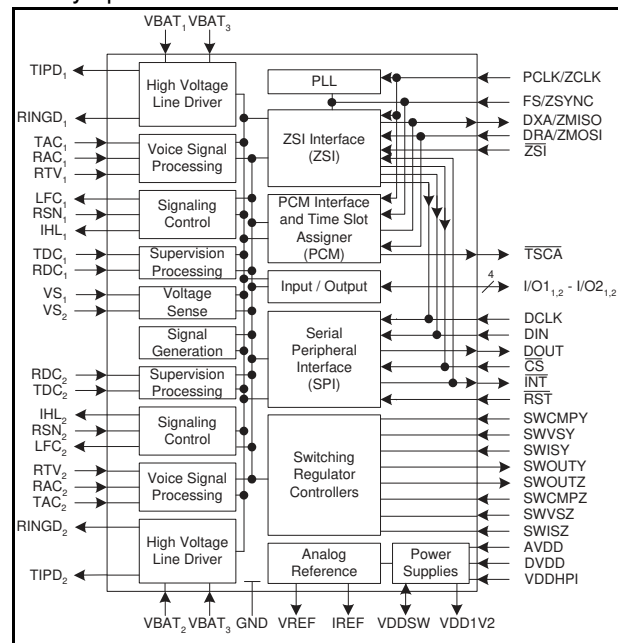 VBAT1 VBAT3
TIPD1
RINGD1
High Voltage
Line Driver
TAC1
RAC1
RTV1
Voice Signal
Processing
LFC1
RSN1
IHL1
Signaling
Control
TDC1
RDC1
Supervision
Processing
VS1
VS2
Voltage
Sense
Signal
Generation
RDC2
TDC2
Supervision
Processing
IHL2
RSN2
LFC2
Signaling
Control
RTV2
RAC2
TAC2
Voice Signal
Processing
RINGD2
TIPD2
High Voltage
Line Driver
VBAT2 VBAT3 GND
PLL
ZSI Interface
(ZSI)
PCM Interface
and Time Slot
Assigner
(PCM)
Input / Output
Serial
Peripheral
Interface
(SPI)
Switching
Regulator
Controllers
Analog
Reference
Power
Supplies
VREF IREF VDDSW VDD1V2
PCLK/ZCLK
FS/ZSYNC
DXA/ZMISO
DRA/ZMOSI
ZSI
TSCA
4
I/O11,2 - I/O21,2
DCLK
DIN
DOUT
CS
INT
RST
SWCMPY
SWVSY
SWISY
SWOUTY
SWOUTZ
SWCMPZ
SWVSZ
SWISZ
AVDD
DVDD
VDDHPI